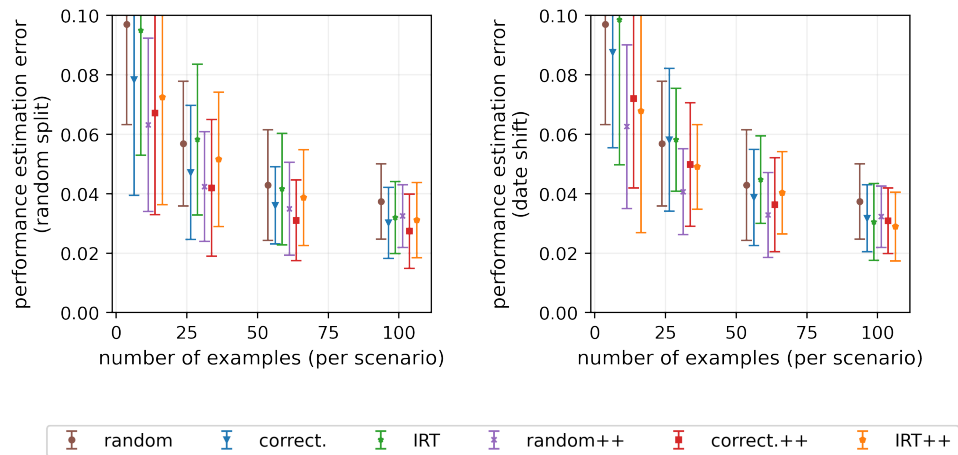 performance estimation error
(random split)
0.10
0.08
0.06
0.04
0.02
0.00
0 25 50 75 100
number of examples (per scenario)
performance estimation error
(date shift)
0.10
0.08
0.06
0.04
0.02
0.00
0 25 50 75 100
number of examples (per scenario)
random correct. IRT random++ correct.++ IRT++